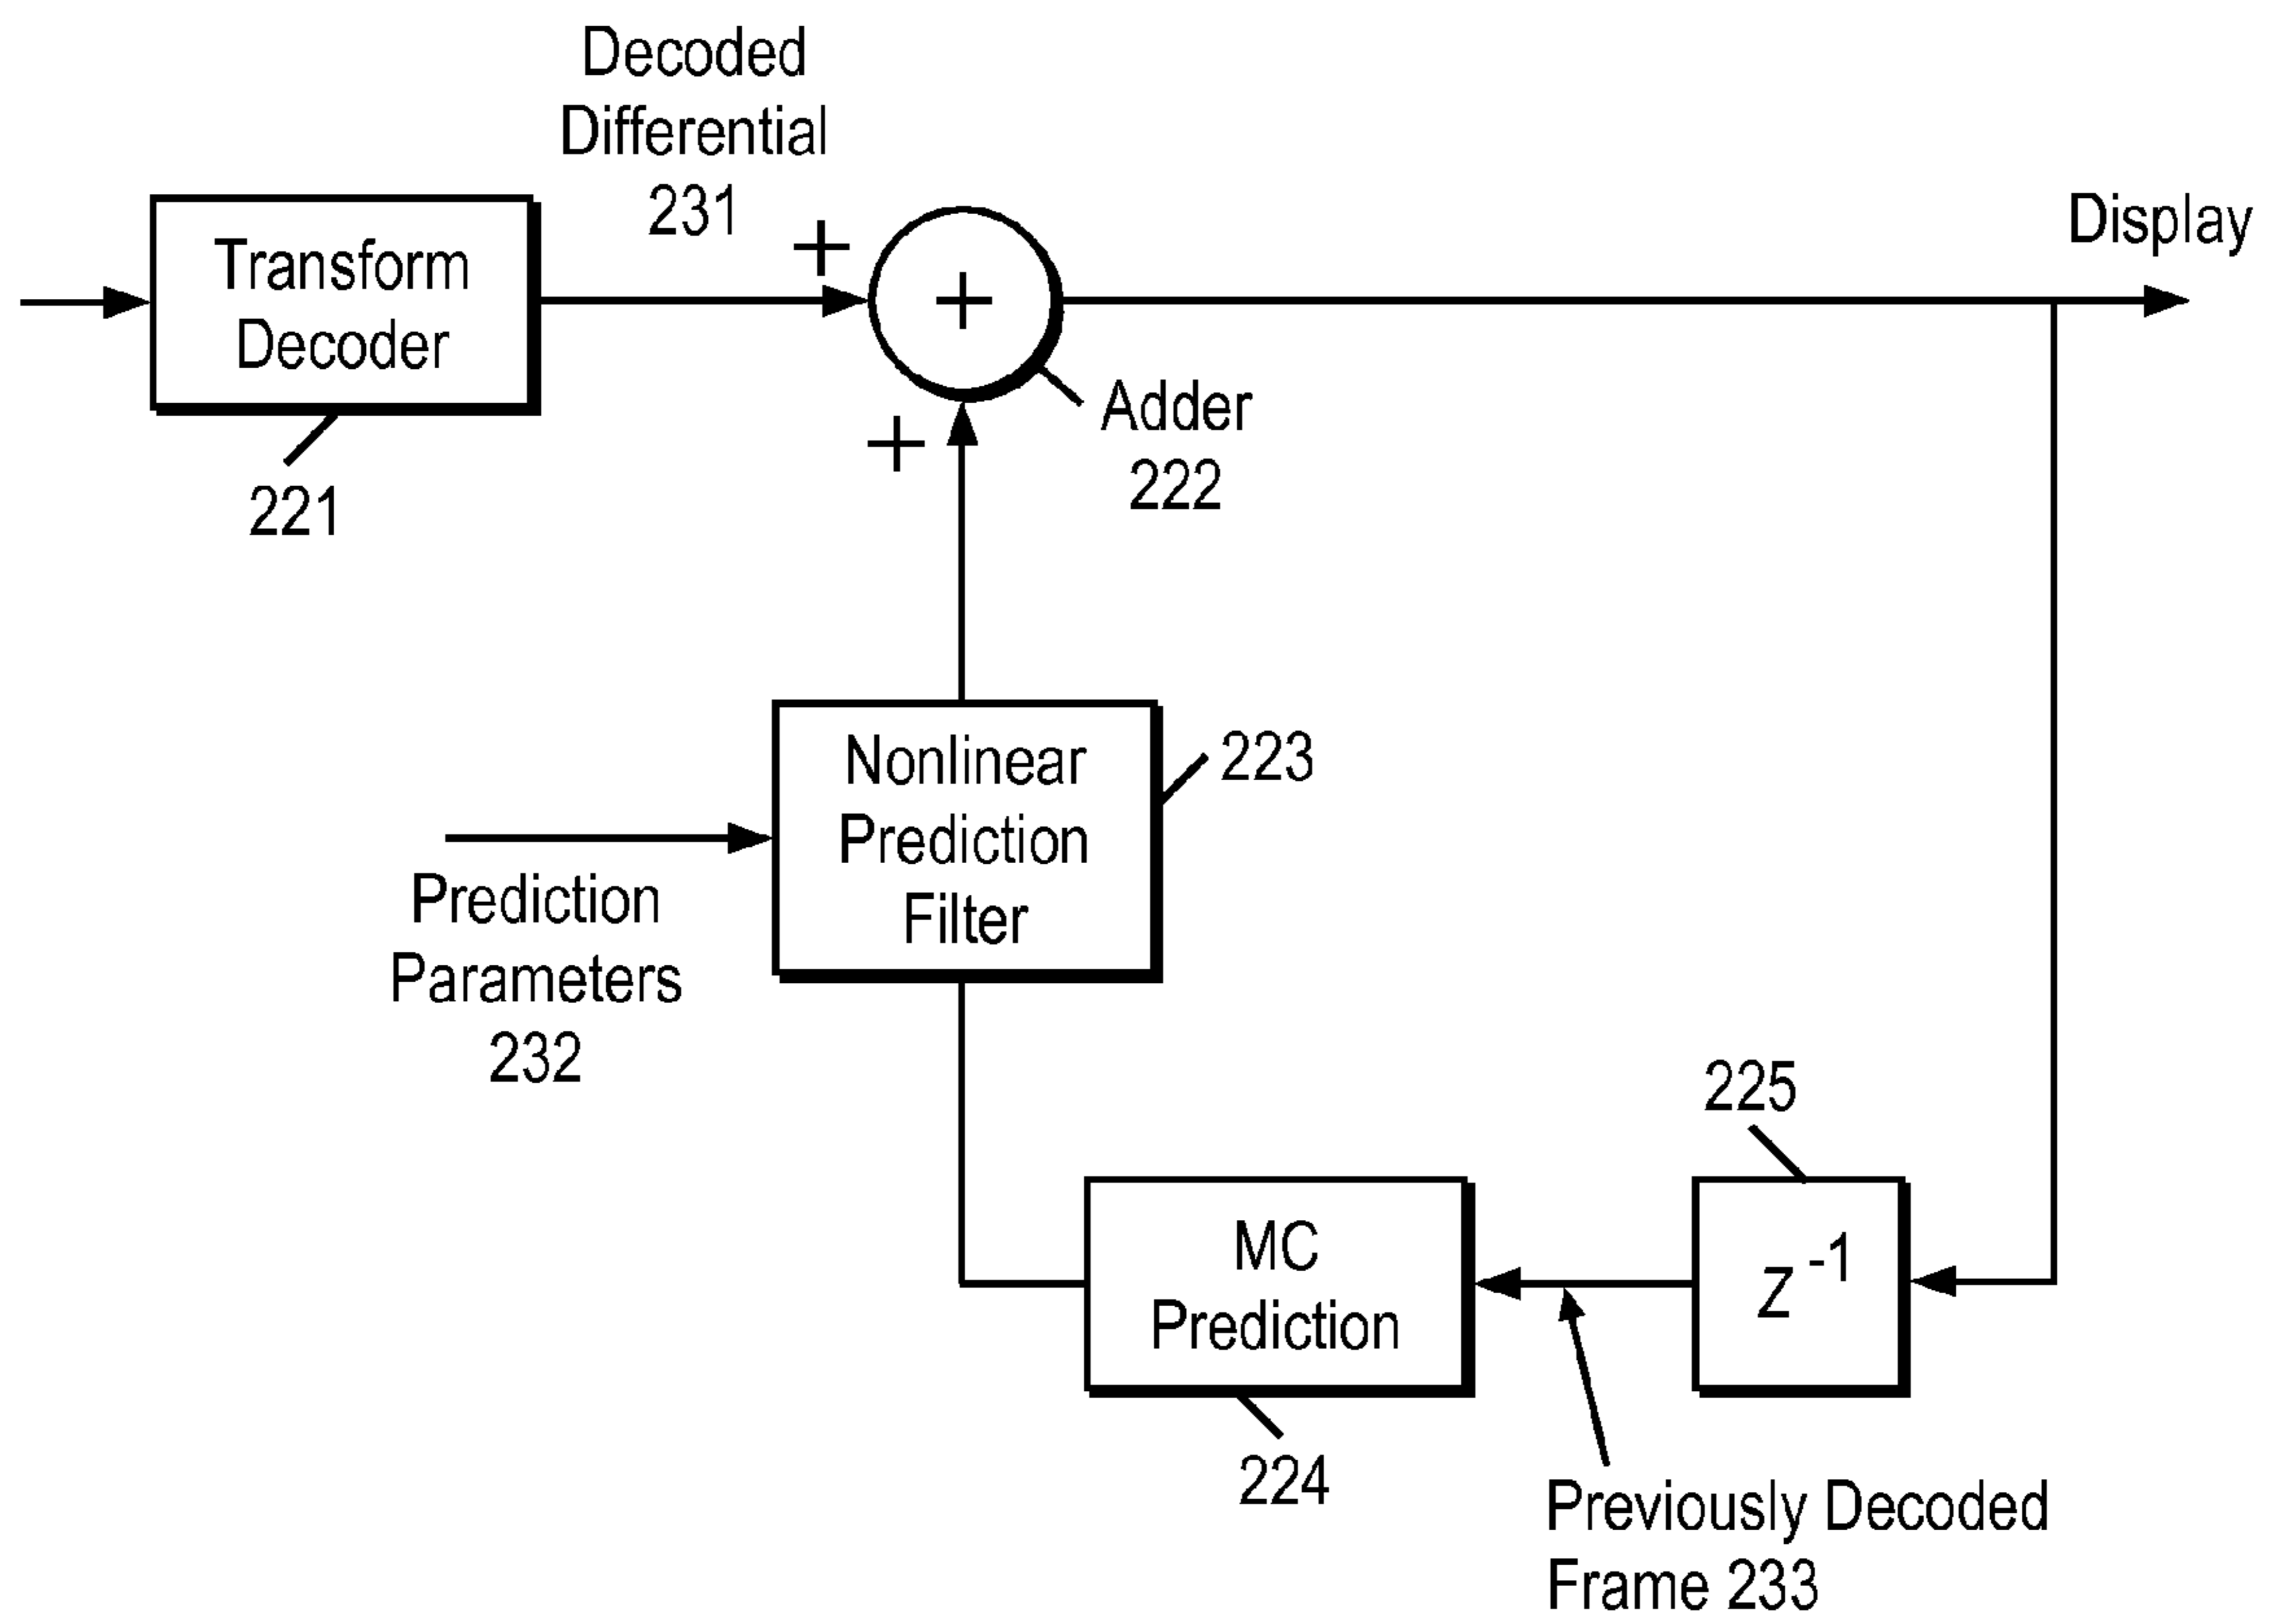 Decoded
Differential
231
Display
Transform
Decoder
+
+
Adder
222
+
221
Nonlinear
Prediction
Filter
223
Prediction
Parameters
232
225
MC
Prediction
z -1
224
Previously Decoded
Frame 233